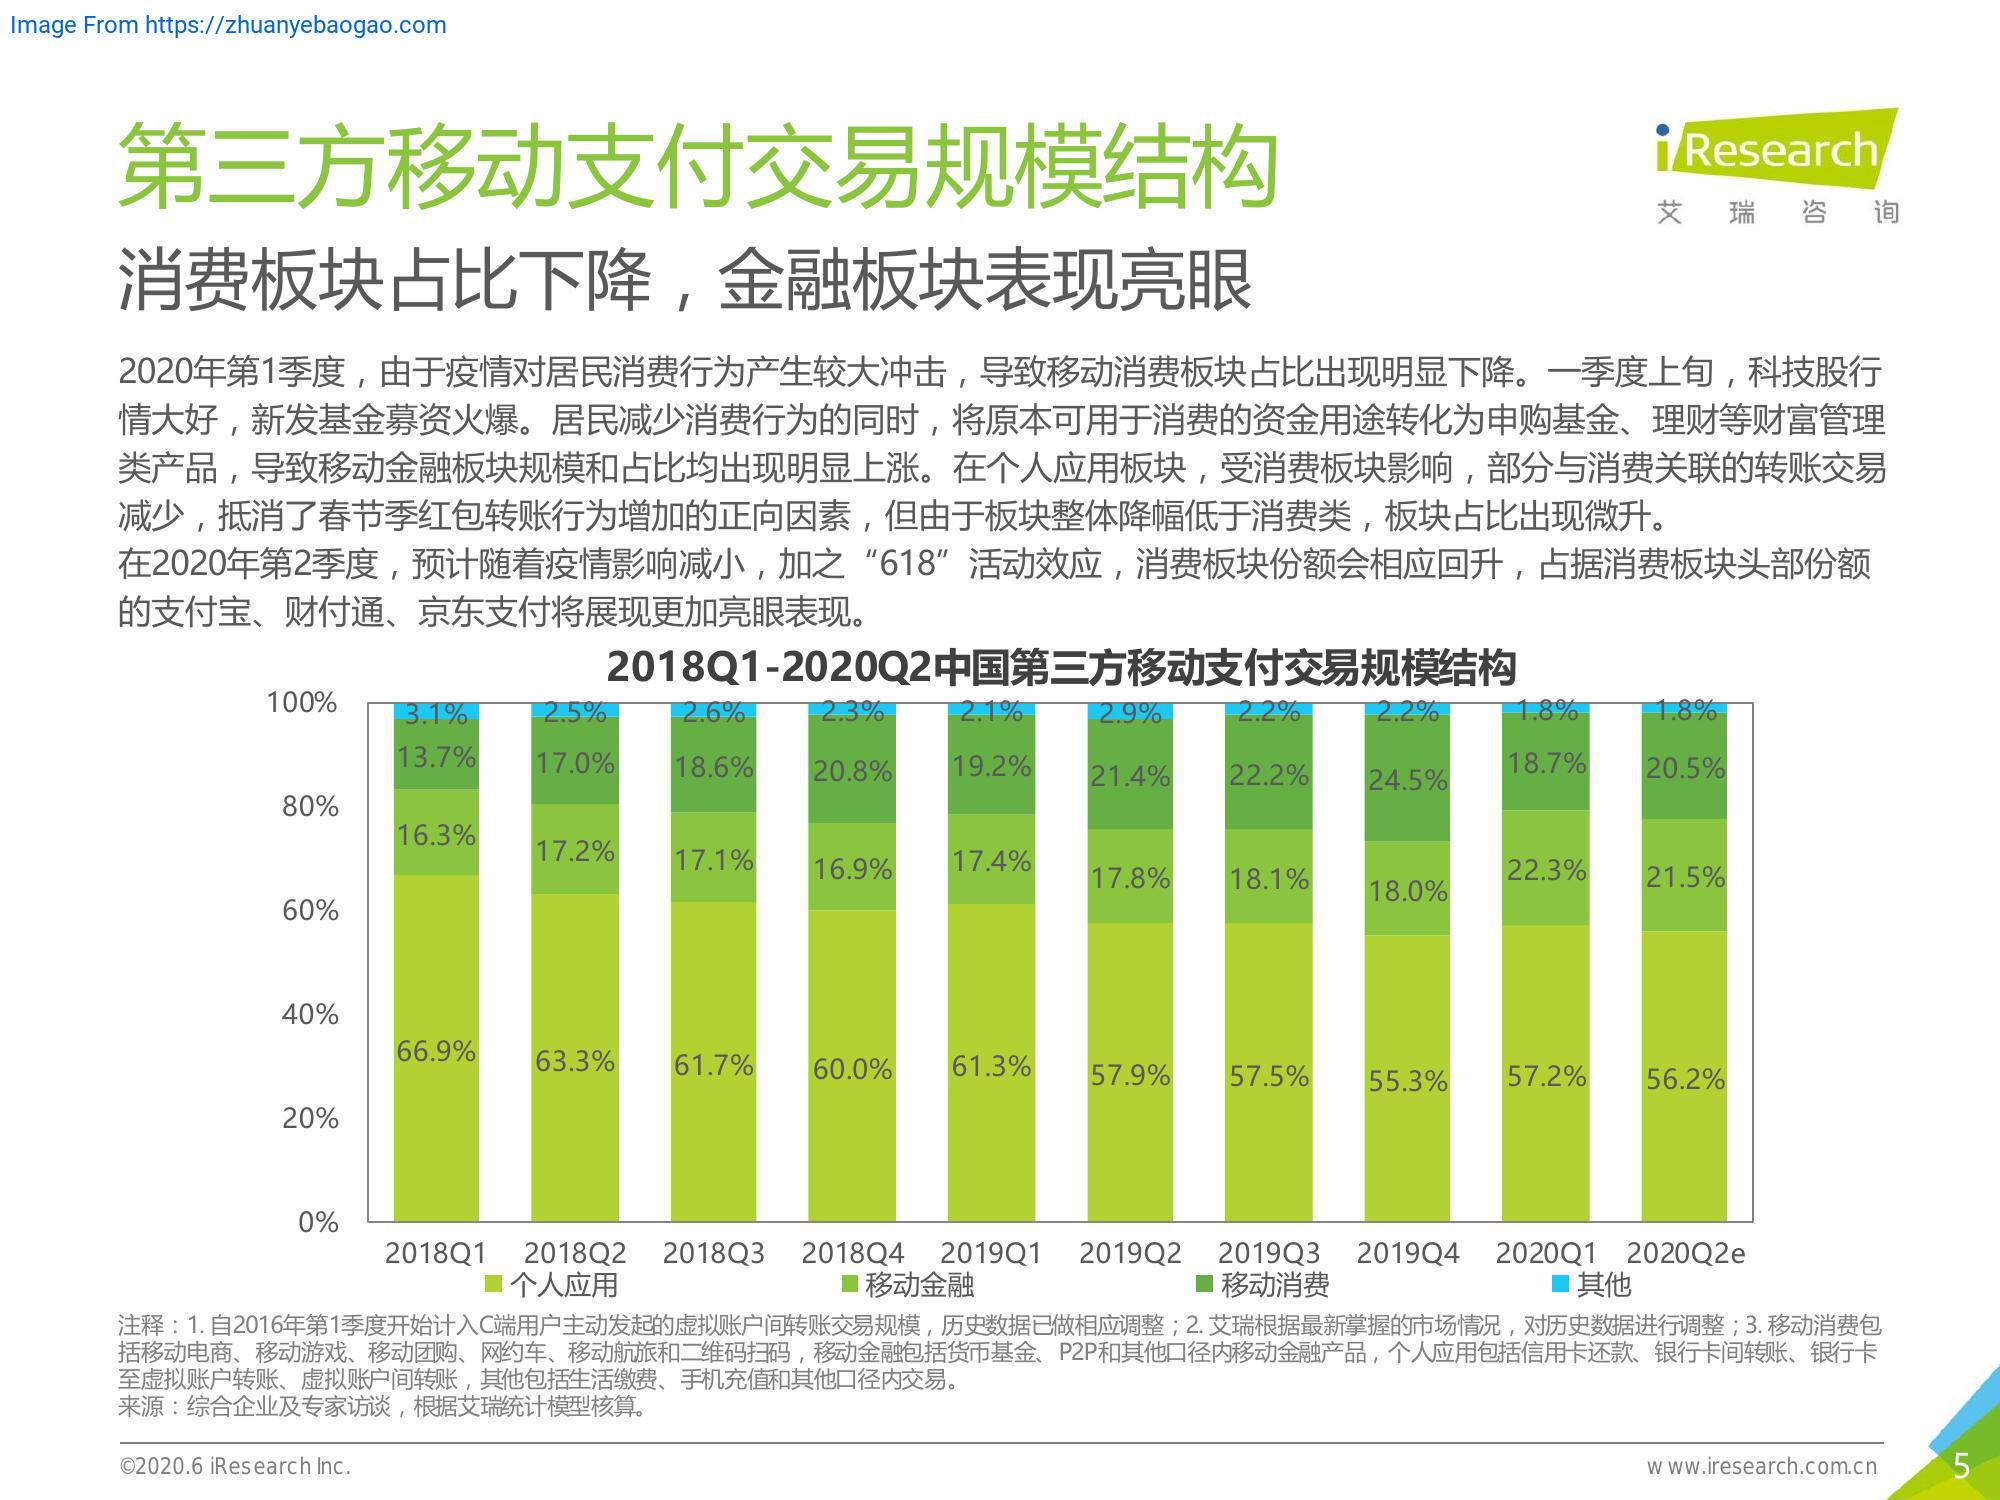 Image From https://zhuanyebaogao.com
第三方移动支付交易规模结构
iResearch
艾瑞咨询
消费板块占比下降，金融板块表现亮眼
2020年第1季度，由于疫情对居民消费行为产生较大冲击，导致移动消费板块占比出现明显下降。一季度上旬，科技股行
情大好，新发基金募资火爆。居民减少消费行为的同时，将原本可用于消费的资金用途转化为申购基金、理财等财富管理
类产品，导致移动金融板块规模和占比均出现明显上涨。在个人应用板块，受消费板块影响，部分与消费关联的转账交易
减少，抵消了春节季红包转账行为增加的正向因素，但由于板块整体降幅低于消费类，板块占比出现微升。
在2020年第2季度，预计随着疫情影响减小，加之“618”活动效应，消费板块份额会相应回升，占据消费板块头部份额
的支付宝、财付通、京东支付将展现更加亮眼表现。
2018Q1-2020Q2中国第三方移动支付交易规模结构
100%
3.1% 2.5% 2.6% 2.3% 2.1% 2.9% 2.2% 2.2% 1.8% 1.8%
13.7% 17.0% 18.6% 20.8% 19.2% 21.4% 22.2% 24.5% 18.7% 20.5%
80%
16.3% 17.2% 17.1% 16.9% 17.4% 17.8% 18.1% 18.0% 22.3% 21.5%
60%
40%
66.9% 63.3% 61.7% 60.0% 61.3% 57.9% 57.5% 55.3% 57.2% 56.2%
20%
0%
2018Q1 2018Q2 2018Q3 2018Q4 2019Q1 2019Q2 2019Q3 2019Q4 2020Q1 2020Q2e
个人应用 移动金融 移动消费 其他
注释：1. 自2016年第1季度开始计入C端用户主动发起的虚拟账户间转账交易规模，历史数据已做相应调整；2. 艾瑞根据最新掌握的市场情况，对历史数据进行调整；3. 移动消费包
括移动电商、移动游戏、移动团购、网约车、移动航旅和二维码扫码，移动金融包括货币基金、P2P和其他口径内移动金融产品，个人应用包括信用卡还款、银行卡间转账、银行卡
至虚拟账户转账、虚拟账户间转账，其他包括生活缴费、手机充值和其他口径内交易。
来源：综合企业及专家访谈，根据艾瑞统计模型核算。
©2020.6 iResearch Inc.
www.iresearch.com.cn
5